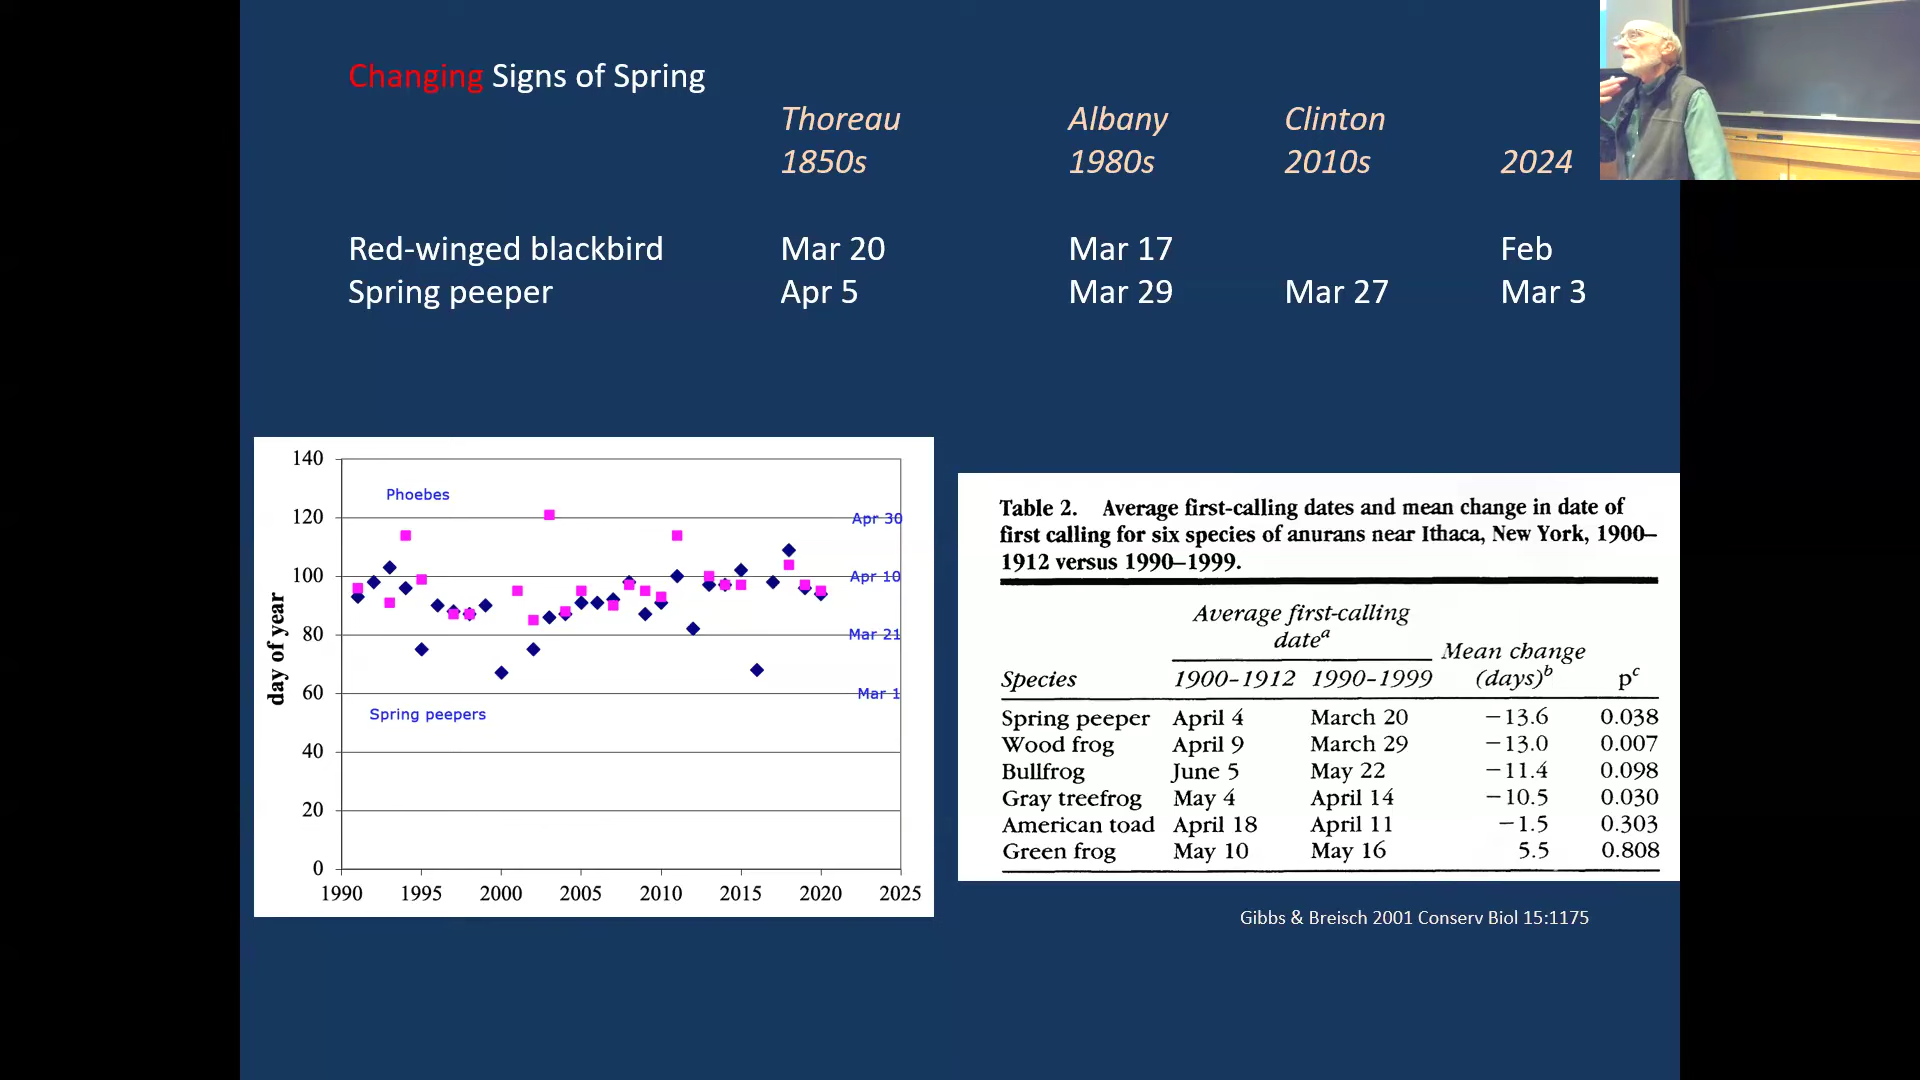 Changing Signs of Spring
Thoreau Albany Clinton
1850s 1980s 2010s 2024
Red-winged blackbird Mar 20 Mar 17 Feb
Spring peeper Apr 5 Mar 29 Mar 27 Mar 3
140
Phoebes
120 Apr 30
100 Apr 10
day of year
80 Mar 21
60 Mar 1
Spring peepers
40
20
0
1990 1995 2000 2005 2010 2015 2020 2025
Table 2. Average first-calling dates and mean change in date of
first calling for six species of anurans near Ithaca, New York, 1900–
1912 versus 1990–1999.
Average first-calling
date^a Mean change
Species 1900–1912 1990–1999 (days)^b p^c
Spring peeper April 4 March 20 −13.6 0.038
Wood frog April 9 March 29 −13.0 0.007
Bullfrog June 5 May 22 −11.4 0.098
Gray treefrog May 4 April 14 −10.5 0.030
American toad April 18 April 11 −1.5 0.303
Green frog May 10 May 16 5.5 0.808
Gibbs & Breisch 2001 Conserv Biol 15:1175